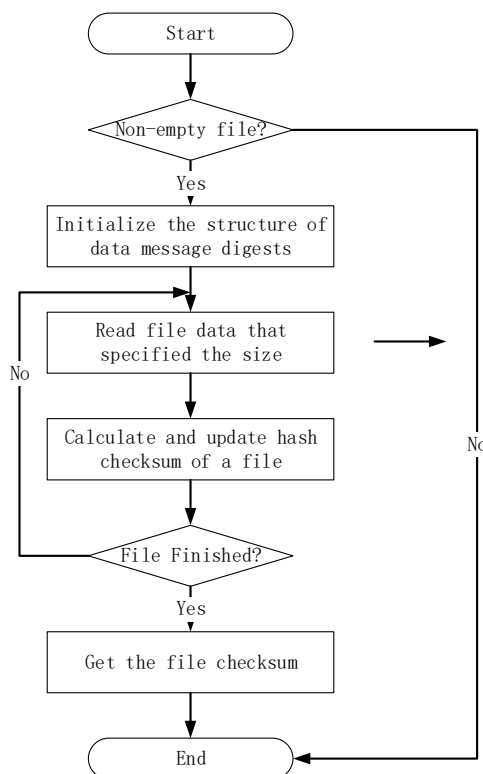 Start
Non-empty file?
Yes
Initialize the structure of
data message digests
Read file data that
specified the size
No
Calculate and update hash
checksum of a file
No
File Finished?
Yes
Get the file checksum
End